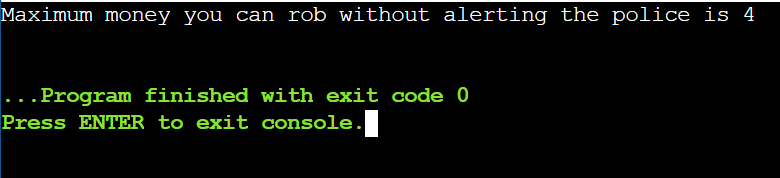 Maximum money you can rob without alerting the police is 4
...Program finished with exit code 0
Press ENTER to exit console.